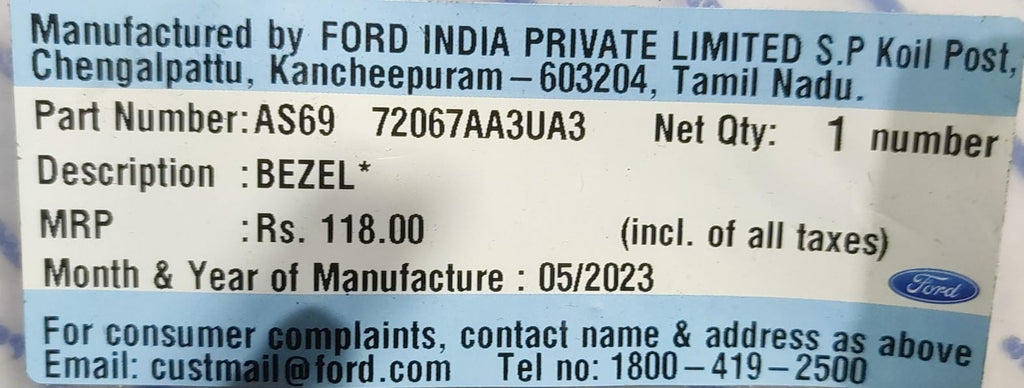 Manufactured by FORD INDIA PRIVATE LIMITED S.P Koil Post,
Chengalpattu, Kancheepuram – 603204, Tamil Nadu.
Part Number: AS69 72067AA3UA3 Net Qty: 1 number
Description : BEZEL*
MRP : Rs. 118.00 (incl. of all taxes)
Month & Year of Manufacture : 05/2023
Ford
For consumer complaints, contact name & address as above
Email: custmail@ford.com Tel no: 1800–419–2500